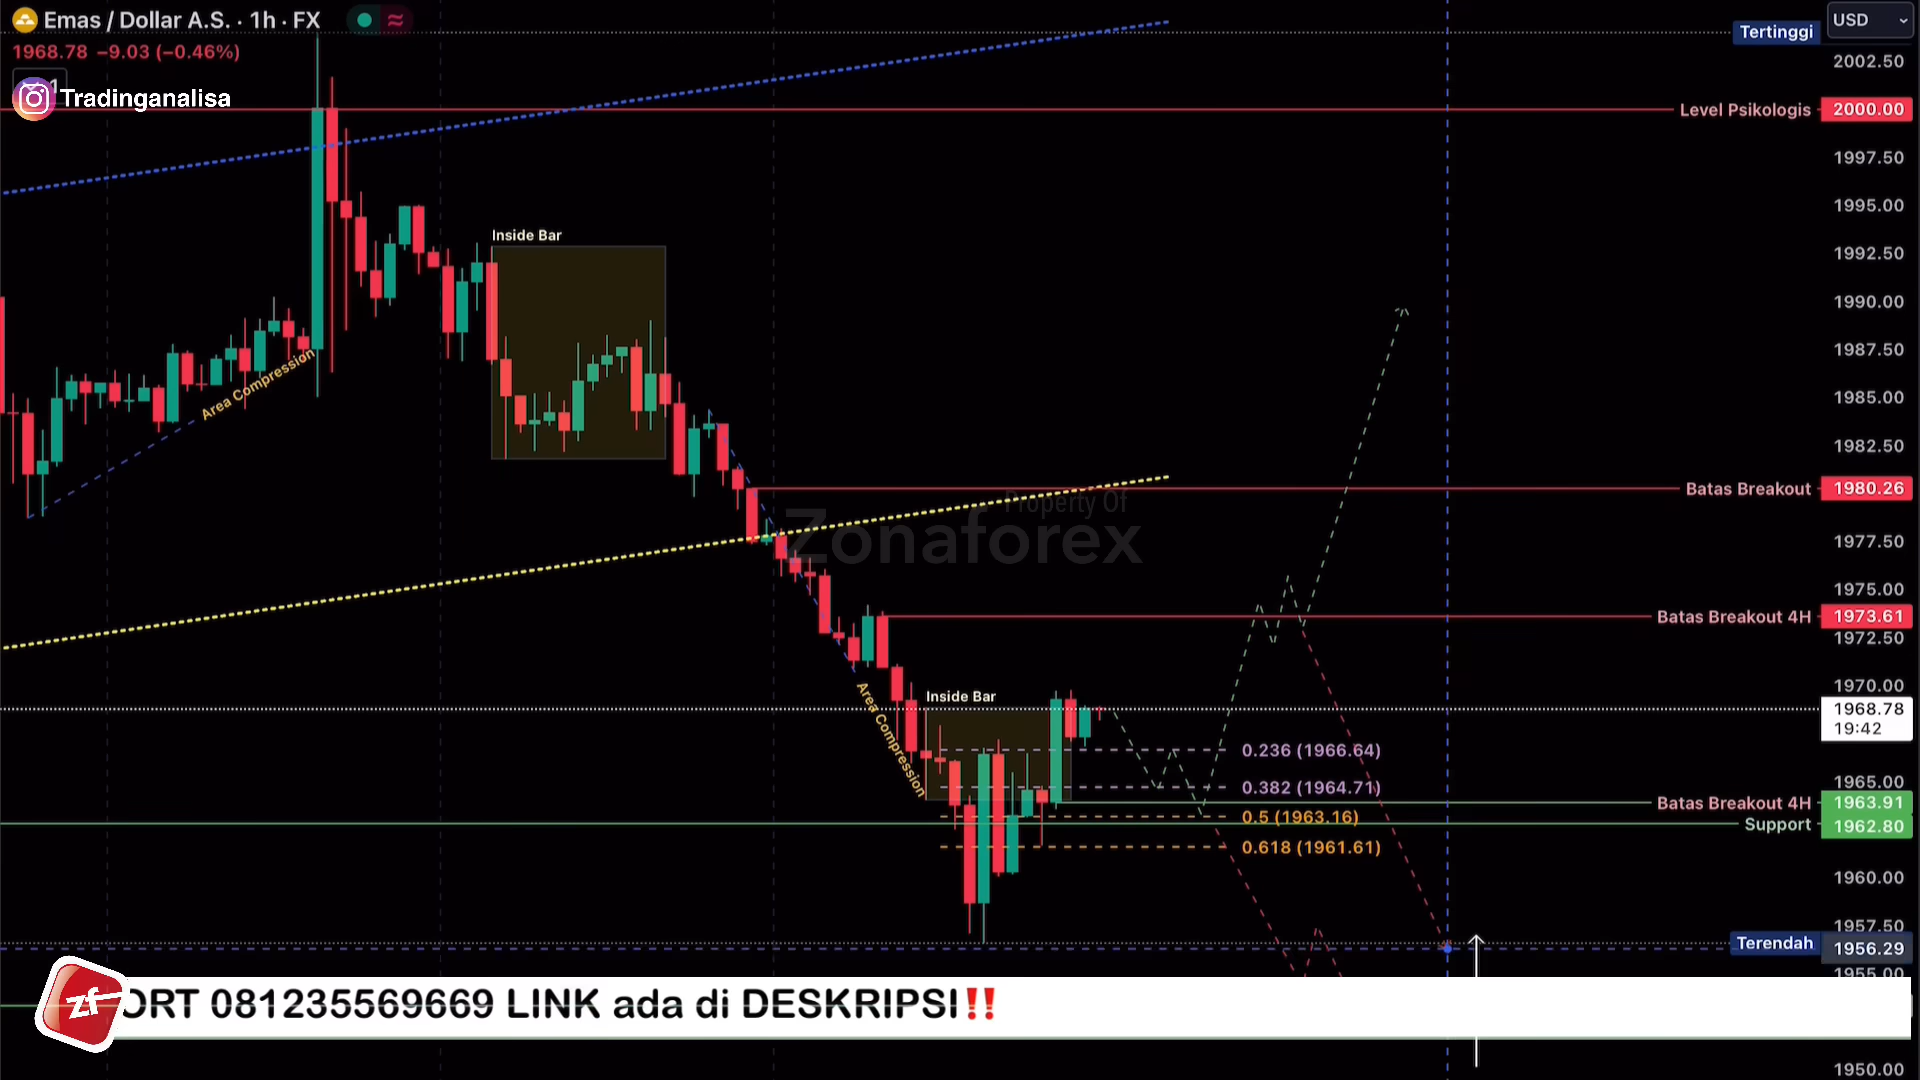 Emas / Dollar A.S. · 1h · FX
1968.78 −9.03 (−0.46%)
Tradinganalisa
USD
Tertinggi
2002.50
Level Psikologis 2000.00
1997.50
1995.00
Inside Bar
1992.50
1990.00
1987.50
Area Compression
1985.00
1982.50
Batas Breakout 1980.26
Property Of
Zonaforex
1977.50
1975.00
Batas Breakout 4H 1973.61
1972.50
1970.00
Inside Bar
1968.78
19:42
Area Compression
0.236 (1966.64)
0.382 (1964.71)
1965.00
Batas Breakout 4H 1963.91
0.5 (1963.16)
Support 1962.80
0.618 (1961.61)
1960.00
1957.50
Terendah 1956.29
1955.00
zf
ORT 081235569669 LINK ada di DESKRIPSI‼️
1950.00